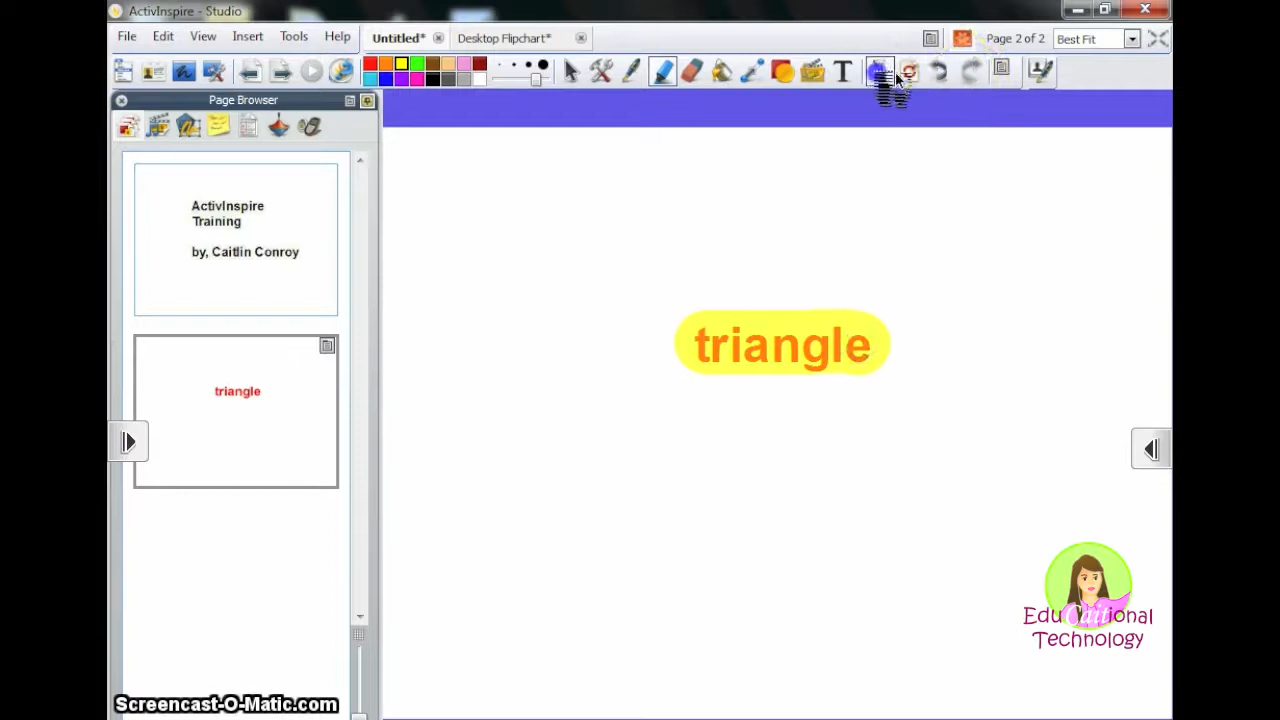 ActivInspire - Studio
File Edit View Insert Tools Help Untitled* Desktop Flipchart* Page 2 of 2 Best Fit
T
Page Browser
ActivInspire
Training
by, Caitlin Conroy
triangle
triangle
EduCaitional
Technology
Screencast-O-Matic.com